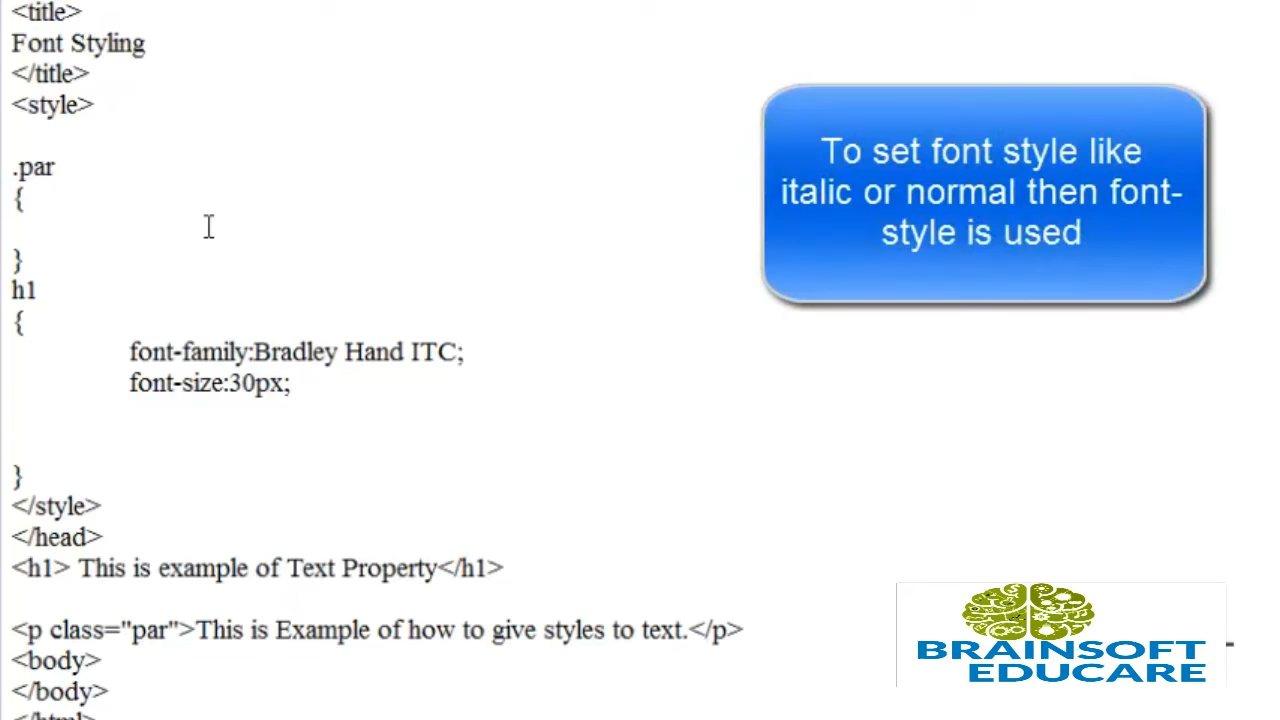 <title>
Font Styling
</title>
<style>
.par
{
}
h1
{
font-family:Bradley Hand ITC;
font-size:30px;
}
</style>
</head>
<h1> This is example of Text Property</h1>
<p class="par">This is Example of how to give styles to text.</p>
<body>
</body>
</html>
To set font style like
italic or normal then font-
style is used
BRAINSOFT
EDUCARE